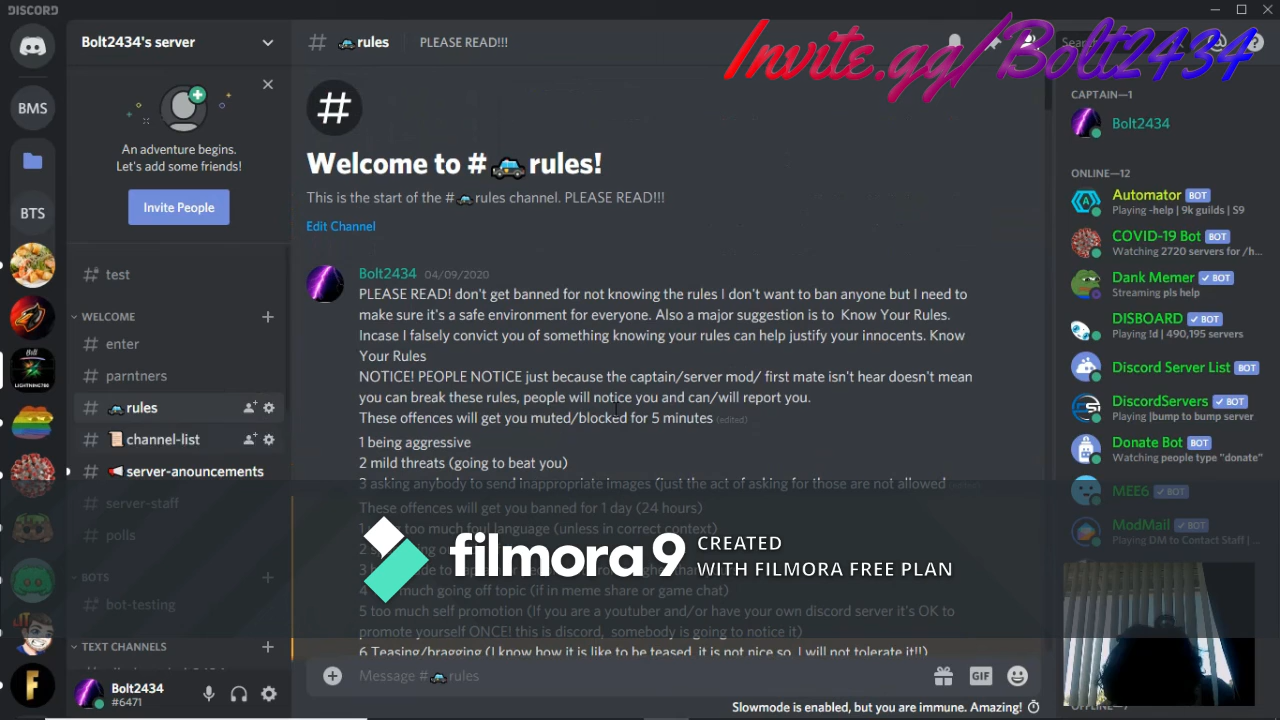 DISCORD
Invite.gg/Bolt2434
Bolt2434's server
rules
PLEASE READ!!!
An adventure begins.
Let's add some friends!
Invite People
BMS
BTS
test
WELCOME
enter
parntners
rules
channel-list
server-anouncements
server-staff
polls
BOTS
bot-testing
TEXT CHANNELS
Bolt2434
#6471
Welcome to # rules!
This is the start of the # rules channel. PLEASE READ!!!
Edit Channel
Bolt2434 04/09/2020
PLEASE READ! don't get banned for not knowing the rules I don't want to ban anyone but I need to
make sure it's a safe environment for everyone. Also a major suggestion is to Know Your Rules.
Incase I falsely convict you of something knowing your rules can help justify your innocents. Know
Your Rules
NOTICE! PEOPLE NOTICE just because the captain/server mod/ first mate isn't hear doesn't mean
you can break these rules, people will notice you and can/will report you.
These offences will get you muted/blocked for 5 minutes (edited)
1 being aggressive
2 mild threats (going to beat you)
3 asking anybody to send inappropriate images (just the act of asking for those are not allowed
These offences will get you banned for 1 day (24 hours)
too much foul language (unless in correct context)
filmora9 CREATED
WITH FILMORA FREE PLAN
much going off topic (if in meme share or game chat)
5 too much self promotion (If you are a youtuber and/or have your own discord server it's OK to
promote yourself ONCE! this is discord, somebody is going to notice it)
6 Teasing/bragging (I know how it is like to be teased, it is not nice so, I will not tolerate it!!)
Message # rules
GIF
Slowmode is enabled, but you are immune. Amazing!
CAPTAIN—1
Bolt2434
ONLINE—12
Automator BOT
Playing -help | 9k guilds | S9
COVID-19 Bot BOT
Watching 2720 servers for /h...
Dank Memer BOT
Streaming pls help
DISBOARD BOT
Playing !d | 490,195 servers
Discord Server List BOT
DiscordServers BOT
Playing |bump to bump server
Donate Bot BOT
Watching people type "donate"
MEE6 BOT
ModMail BOT
Playing DM to Contact Staff | ...